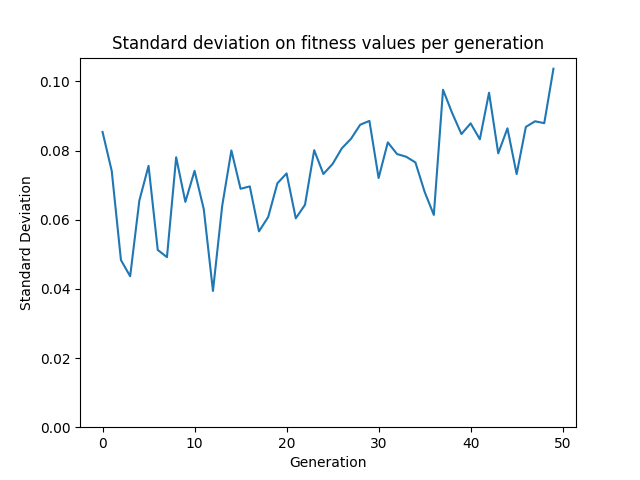 Standard deviation on fitness values per generation
Standard Deviation
0.10
0.08
0.06
0.04
0.02
0.00
0 10 20 30 40 50
Generation